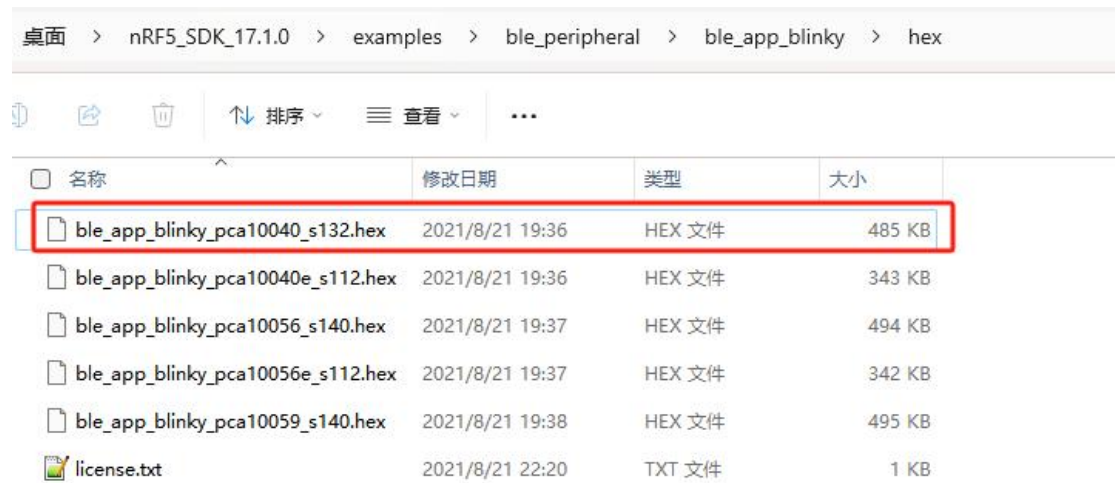 桌面 > nRF5_SDK_17.1.0 > examples > ble_peripheral > ble_app_blinky > hex
排序 查看 ...
名称 修改日期 类型 大小
ble_app_blinky_pca10040_s132.hex 2021/8/21 19:36 HEX 文件 485 KB
ble_app_blinky_pca10040e_s112.hex 2021/8/21 19:36 HEX 文件 343 KB
ble_app_blinky_pca10056_s140.hex 2021/8/21 19:37 HEX 文件 494 KB
ble_app_blinky_pca10056e_s112.hex 2021/8/21 19:37 HEX 文件 342 KB
ble_app_blinky_pca10059_s140.hex 2021/8/21 19:38 HEX 文件 495 KB
license.txt 2021/8/21 22:20 TXT 文件 1 KB